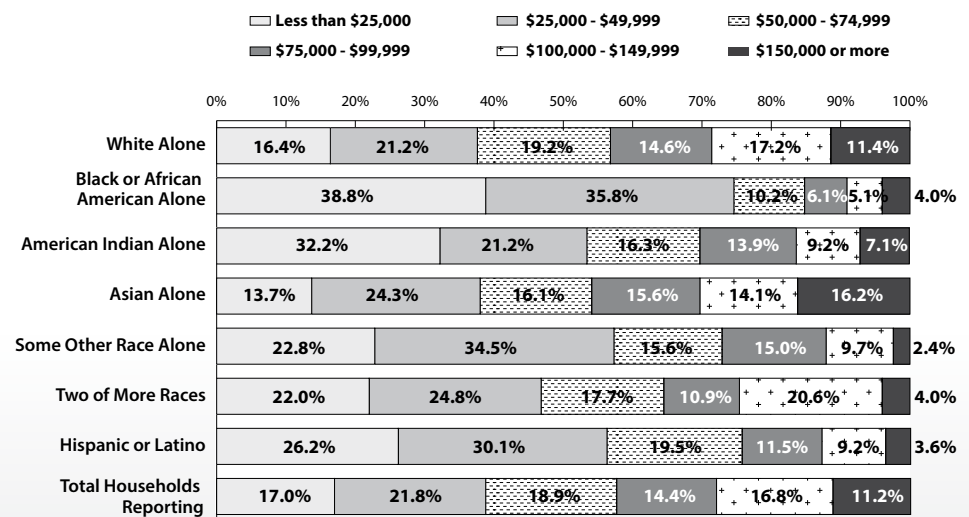 Less than $25,000 $25,000 - $49,999 $50,000 - $74,999
$75,000 - $99,999 $100,000 - $149,999 $150,000 or more
0% 10% 20% 30% 40% 50% 60% 70% 80% 90% 100%
White Alone 16.4% 21.2% 19.2% 14.6% 17.2% 11.4%
Black or African
American Alone 38.8% 35.8% 10.2% 6.1% 5.1% 4.0%
American Indian Alone 32.2% 21.2% 16.3% 13.9% 9.2% 7.1%
Asian Alone 13.7% 24.3% 16.1% 15.6% 14.1% 16.2%
Some Other Race Alone 22.8% 34.5% 15.6% 15.0% 9.7% 2.4%
Two of More Races 22.0% 24.8% 17.7% 10.9% 20.6% 4.0%
Hispanic or Latino 26.2% 30.1% 19.5% 11.5% 9.2% 3.6%
Total Households
Reporting 17.0% 21.8% 18.9% 14.4% 16.8% 11.2%